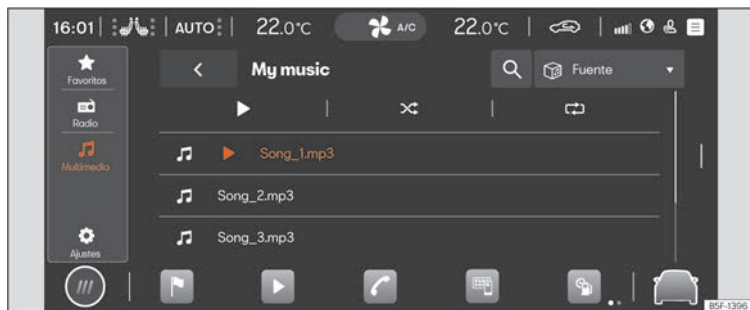 16:01 AUTO 22.0°C A/C 22.0°C
Favoritos
My music
Fuente
Radio
Multimedia
Song_1.mp3
Song_2.mp3
Song_3.mp3
Ajustes
B5F-1396